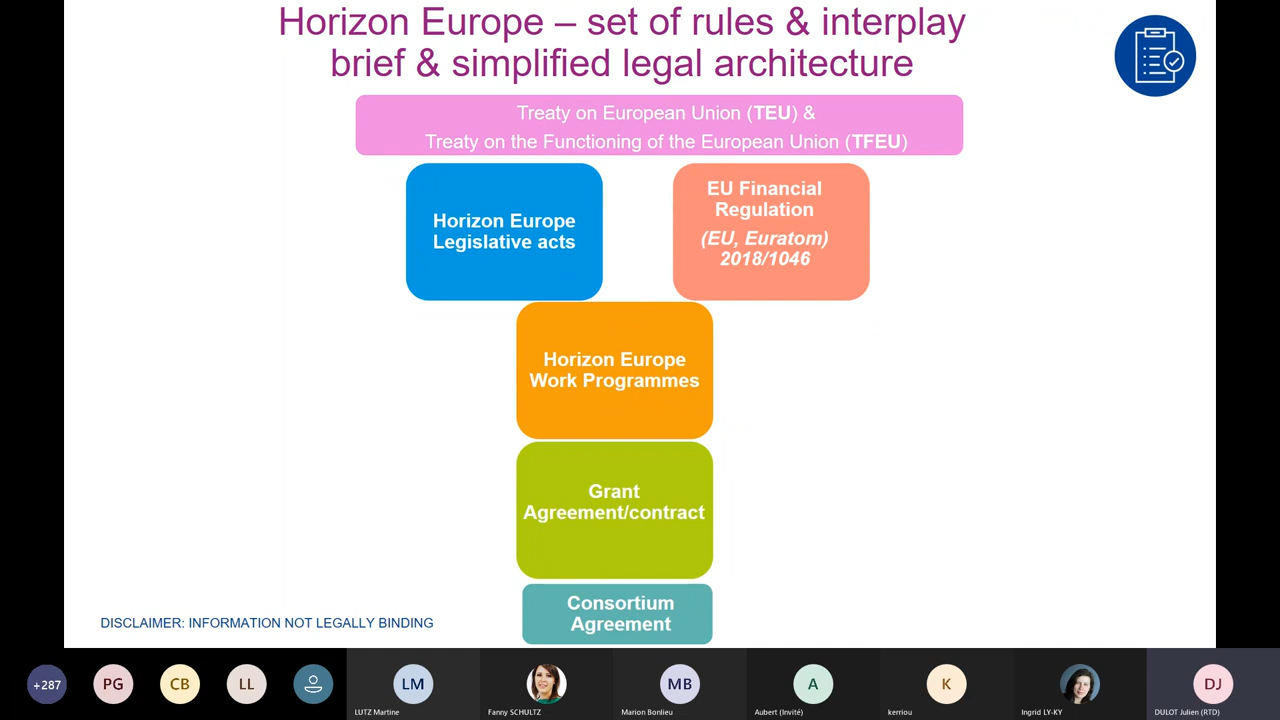 Horizon Europe – set of rules & interplay
brief & simplified legal architecture
Treaty on European Union (TEU) &
Treaty on the Functioning of the European Union (TFEU)
Horizon Europe
Legislative acts
EU Financial
Regulation
(EU, Euratom)
2018/1046
Horizon Europe
Work Programmes
Grant
Agreement/contract
Consortium
Agreement
DISCLAIMER: INFORMATION NOT LEGALLY BINDING
+287
PG
CB
LL
LM
MB
A
K
DJ
LUTZ Martine
Fanny SCHULTZ
Marion Bonlieu
Aubert (Invité)
kerriou
Ingrid LY-KY
DULOT Julien (RTD)